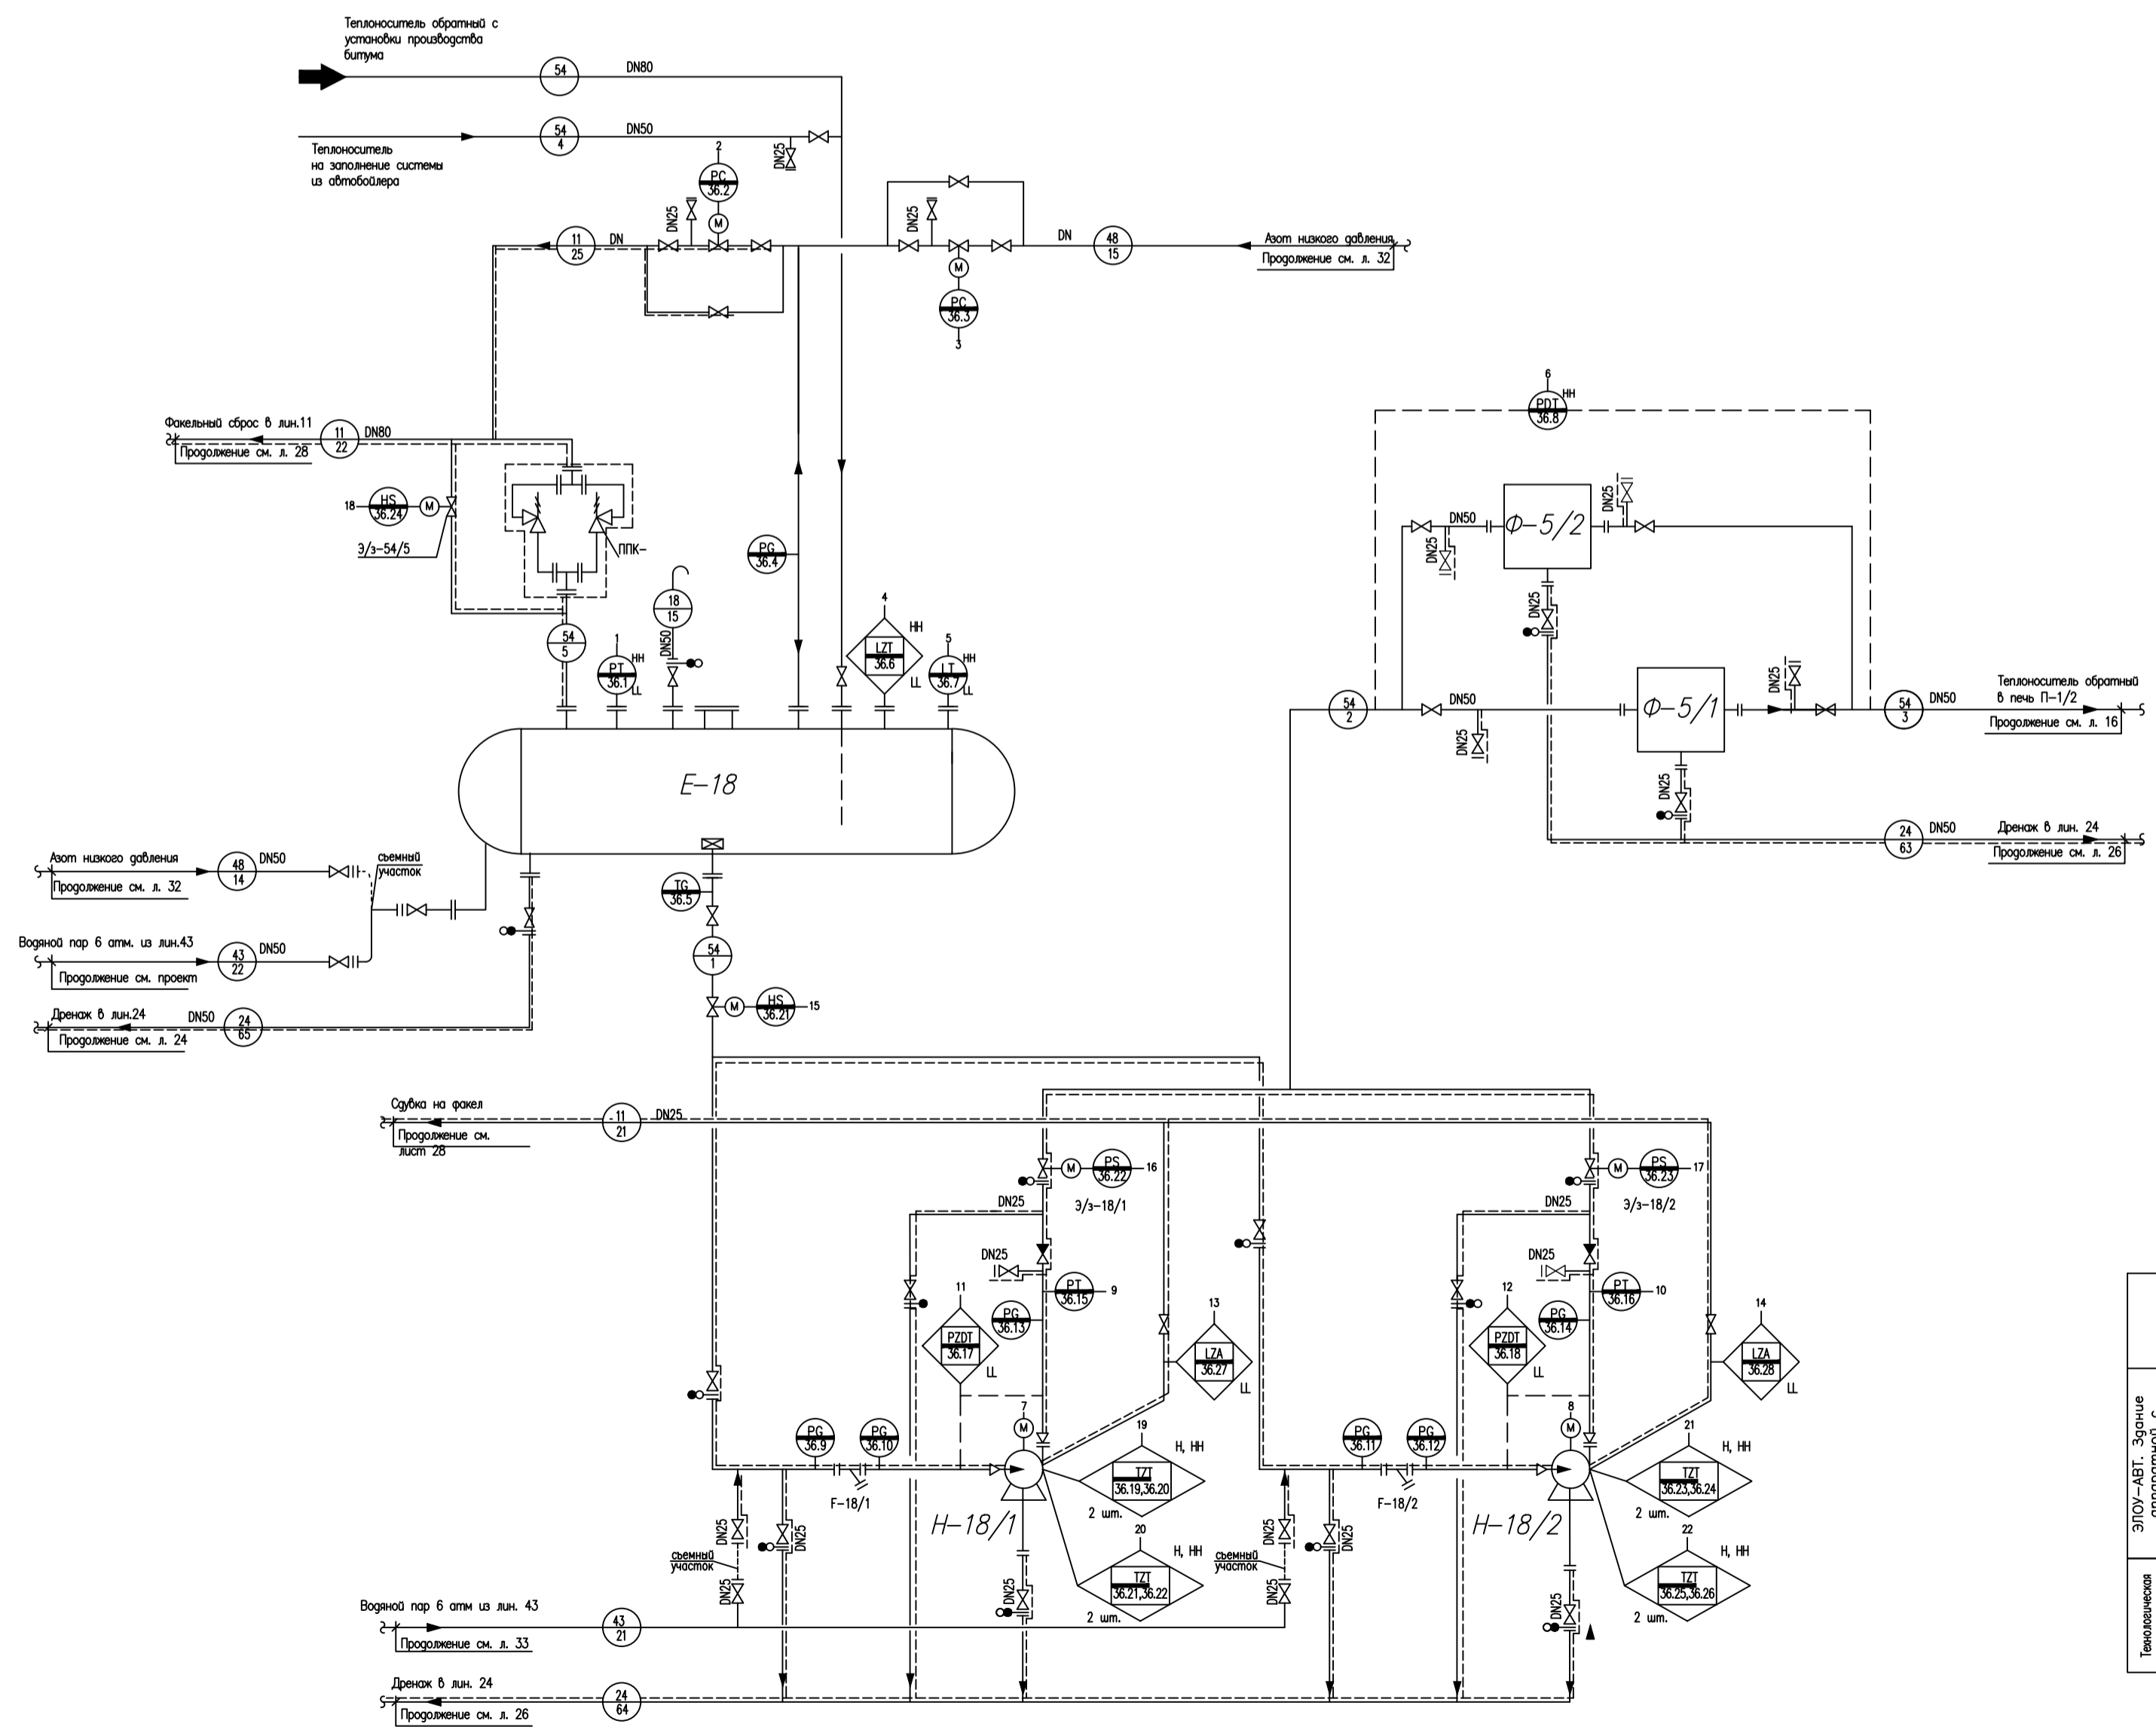 Теплоноситель обратный с
установки производства
битума
54
DN80
54
4
DN50
Теплоноситель
на заполнение системы
из автобойлера
DN25
2
PC
36.2
M
DN25
11
25
DN
DN25
M
PC
36.3
3
DN
48
15
Азот низкого давления
Продолжение см. л. 32
Факельный сброс в лин.11
11
22
DN80
Продолжение см. л. 28
18
HS
36.24
M
Э/з-54/5
ППК-
PG
36.4
18
15
DN50
54
5
1
PT
36.1
HH
LL
4
LZT
36.6
HH
LL
5
LT
36.7
HH
LL
6
PDT
36.8
HH
DN50
DN25
Ф-5/2
DN25
DN25
54
2
DN50
DN25
Ф-5/1
DN25
DN25
54
3
DN50
Теплоноситель обратный
в печь П-1/2
Продолжение см. л. 16
24
63
DN50
Дренаж в лин. 24
Продолжение см. л. 26
E-18
Азот низкого давления
48
14
DN50
Продолжение см. л. 32
сьемный
участок
Водяной пар 6 атм. из лин.43
43
22
DN50
Продолжение см. проект
Дренаж в лин.24
DN50
24
65
Продолжение см. л. 24
TG
36.5
54
1
M
HS
36.21
15
Сдувка на факел
11
21
DN25
Продолжение см.
лист 28
M
PS
36.22
16
Э/з-18/1
DN25
DN25
PT
36.15
9
PG
36.13
11
PZDT
36.17
LL
13
LZA
36.27
LL
M
PS
36.23
17
Э/з-18/2
DN25
DN25
PT
36.16
10
PG
36.14
12
PZDT
36.18
LL
14
LZA
36.28
LL
PG
36.9
PG
36.10
7
M
F-18/1
H-18/1
19
TZT
36.19,36.20
H, HH
2 шт.
20
TZT
36.21,36.22
H, HH
2 шт.
DN25
DN25
сьемный
участок
DN25
DN25
PG
36.11
PG
36.12
8
M
F-18/2
H-18/2
21
TZT
36.23,36.24
H, HH
2 шт.
22
TZT
36.25,36.26
H, HH
2 шт.
DN25
DN25
сьемный
участок
DN25
DN25
Водяной пар 6 атм из лин. 43
43
21
Продолжение см. л. 33
Дренаж в лин. 24
24
64
Продолжение см. л. 26
ЭЛОУ-АВТ. Здание
Технологическая